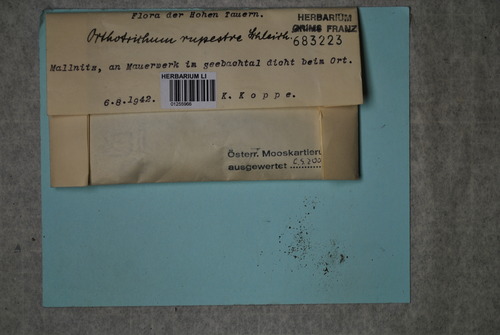 Flora der Hohen Tauern.
HERBARIUM
GRIMS FRANZ
683223
Orthotrichum rupestre Schleich.
Mallnitz, an Mauerwerk im Seebachtal dicht beim Ort.
HERBARIUM LI
6.8.1942.
K. Koppe.
Österr. Mooskartieru
ausgewertet